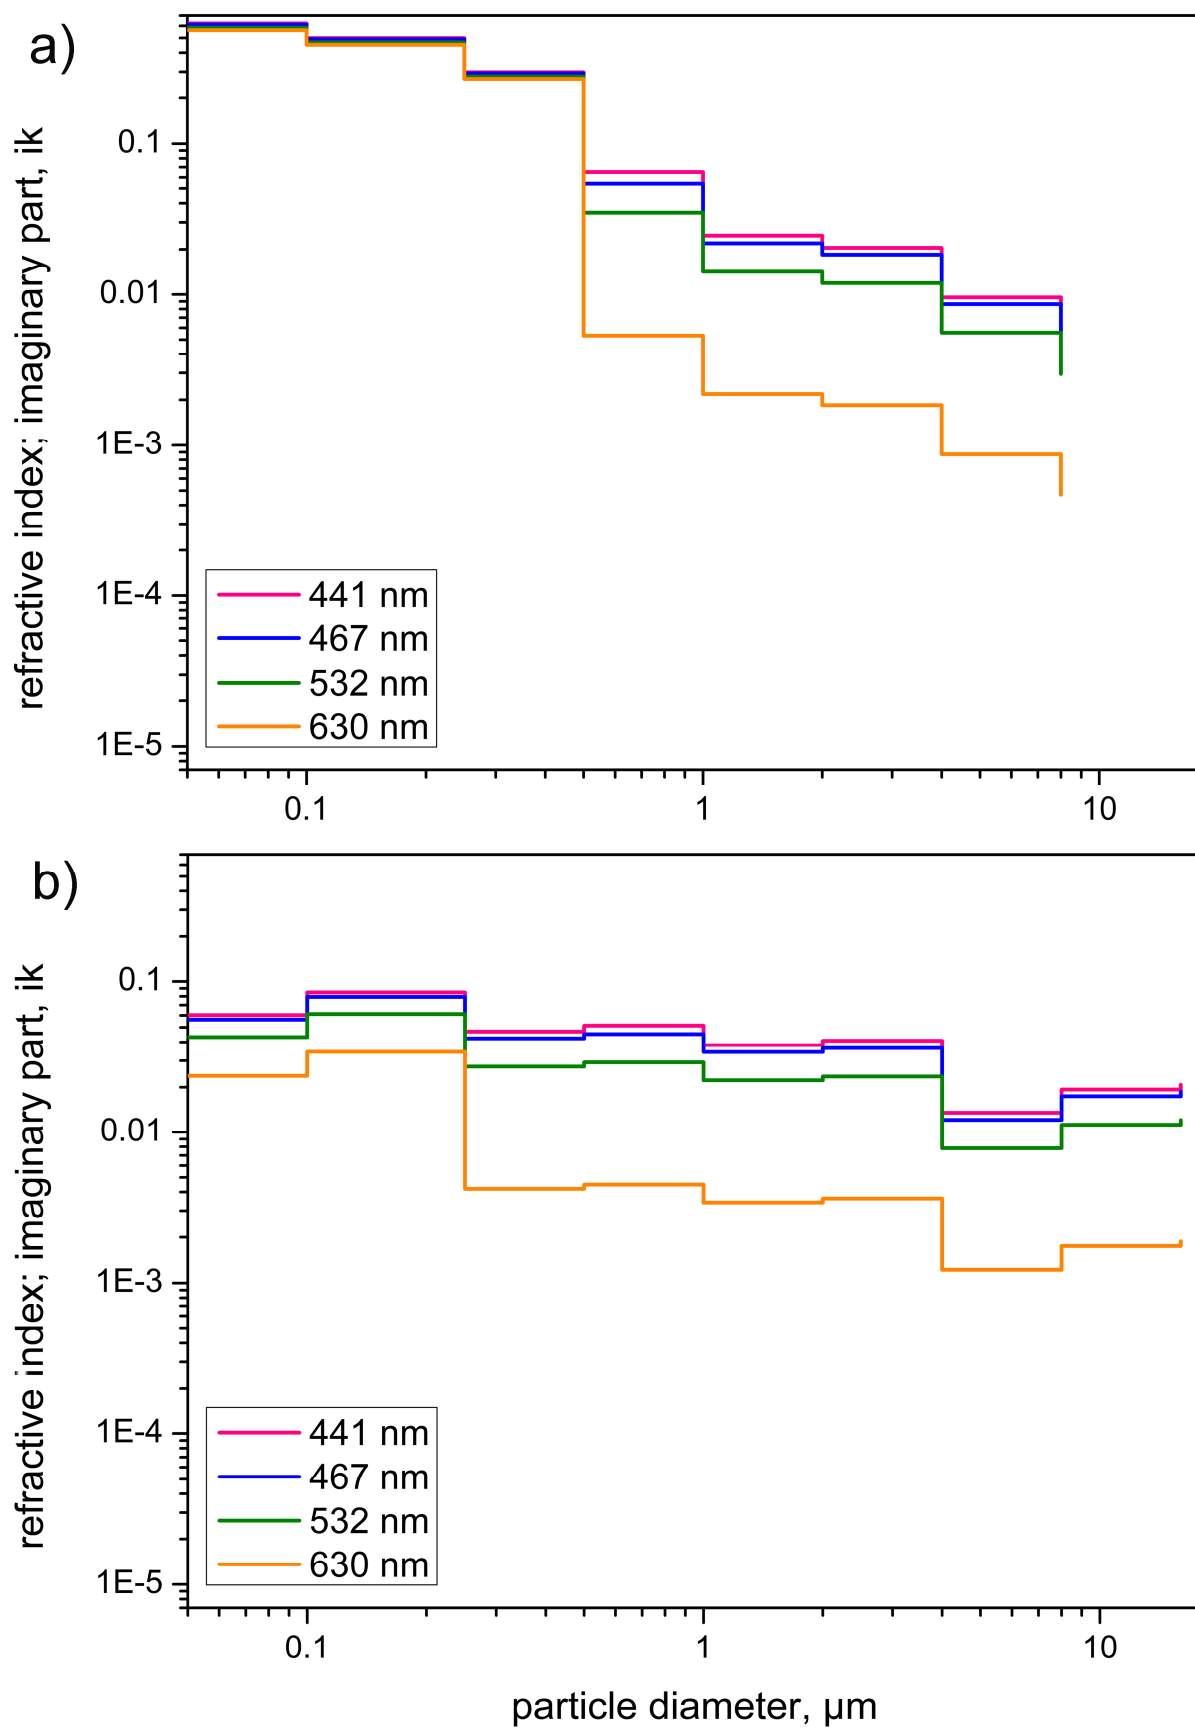 a)
refractive index; imaginary part, ik
0.1
0.01
1E-3
1E-4
1E-5
441 nm
467 nm
532 nm
630 nm
0.1
1
10
b)
refractive index; imaginary part, ik
0.1
0.01
1E-3
1E-4
1E-5
441 nm
467 nm
532 nm
630 nm
0.1
1
10
particle diameter, µm